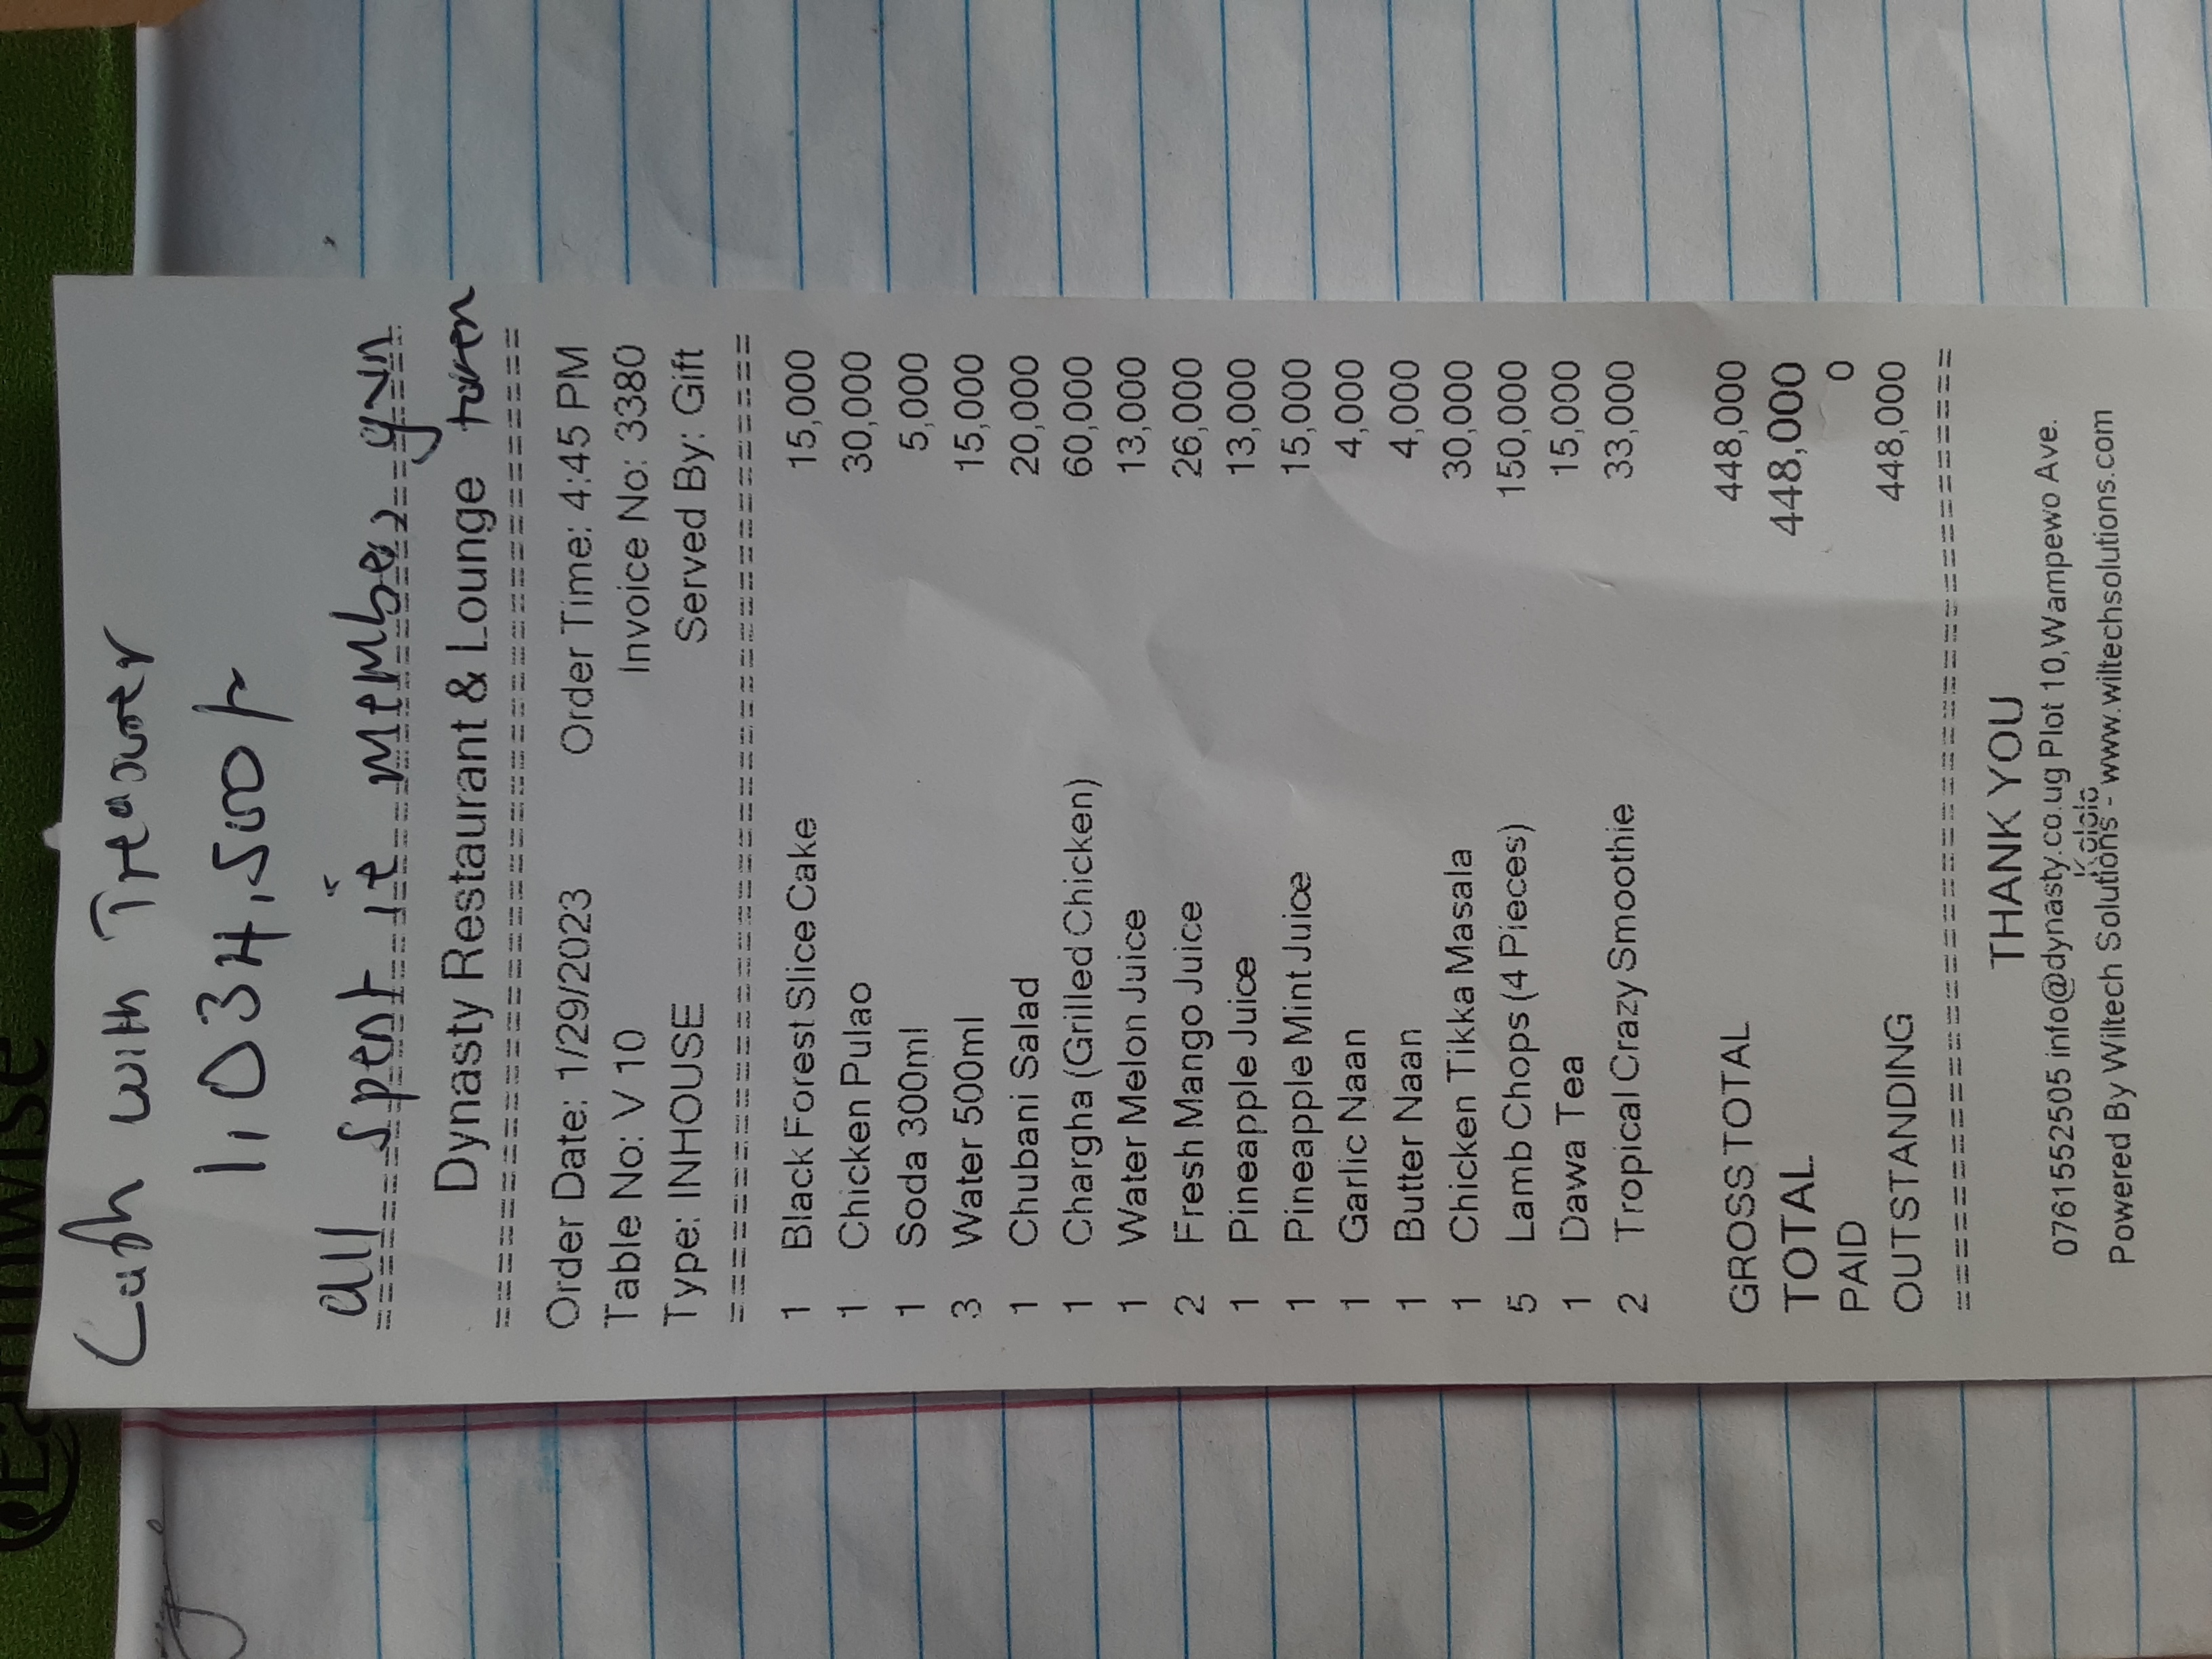 Earthwise
Cash with Treasurer
1,034,500/=
all spent ie members gvn
Dynasty Restaurant & Lounge
Order Date: 1/29/2023 Order Time: 4:45 PM
Table No: V 10 Invoice No: 3380
Type: INHOUSE Served By: Gift
1 Black Forest Slice Cake 15,000
1 Chicken Pulao 30,000
1 Soda 300ml 5,000
3 Water 500ml 15,000
1 Chubani Salad 20,000
1 Chargha (Grilled Chicken) 60,000
1 Water Melon Juice 13,000
2 Fresh Mango Juice 26,000
1 Pineapple Juice 13,000
1 Pineapple Mint Juice 15,000
1 Garlic Naan 4,000
1 Butter Naan 4,000
1 Chicken Tikka Masala 30,000
5 Lamb Chops (4 Pieces) 150,000
1 Dawa Tea 15,000
2 Tropical Crazy Smoothie 33,000
GROSS TOTAL 448,000
TOTAL 448,000
PAID 0
OUTSTANDING 448,000
THANK YOU
0761552505 info@dynasty.co.ug Plot 10,Wampewo Ave.
Kololo
Powered By Wiltech Solutions - www.wiltechsolutions.com